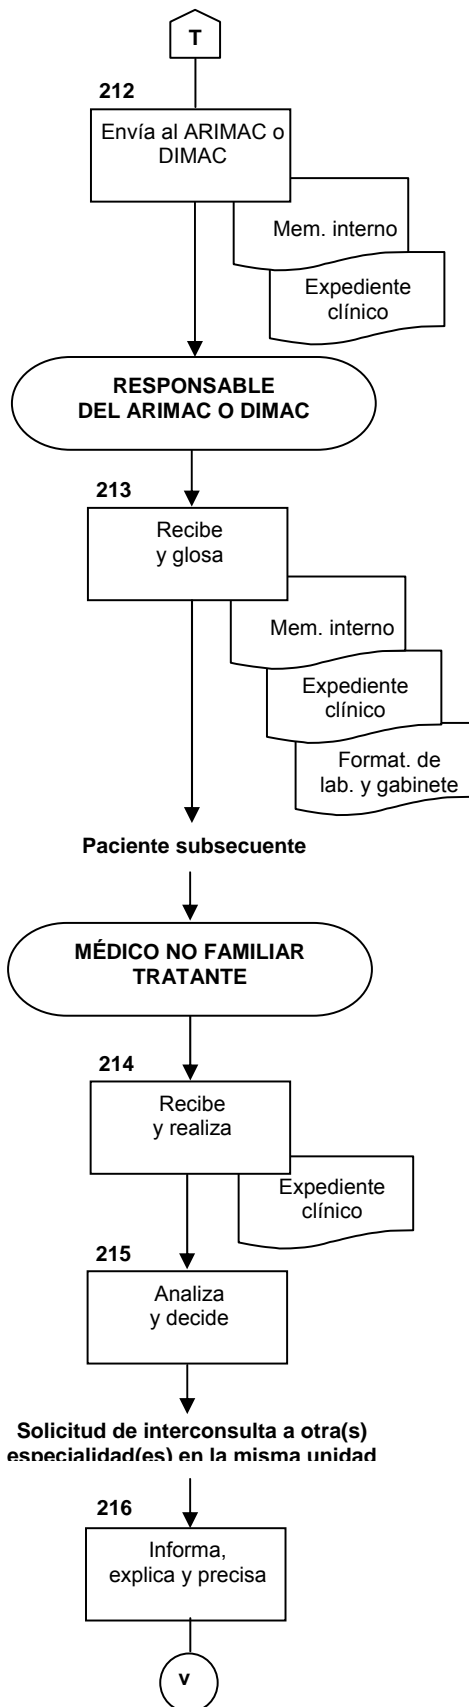 T
212
Envía al ARIMAC o
DIMAC
Mem. interno
Expediente
clínico
RESPONSABLE
DEL ARIMAC O DIMAC
213
Recibe
y glosa
Mem. interno
Expediente
clínico
Format. de
lab. y gabinete
Paciente subsecuente
MÉDICO NO FAMILIAR
TRATANTE
214
Recibe
y realiza
Expediente
clínico
215
Analiza
y decide
Solicitud de interconsulta a otra(s)
especialidad(es) en la misma unidad
216
Informa,
explica y precisa
v